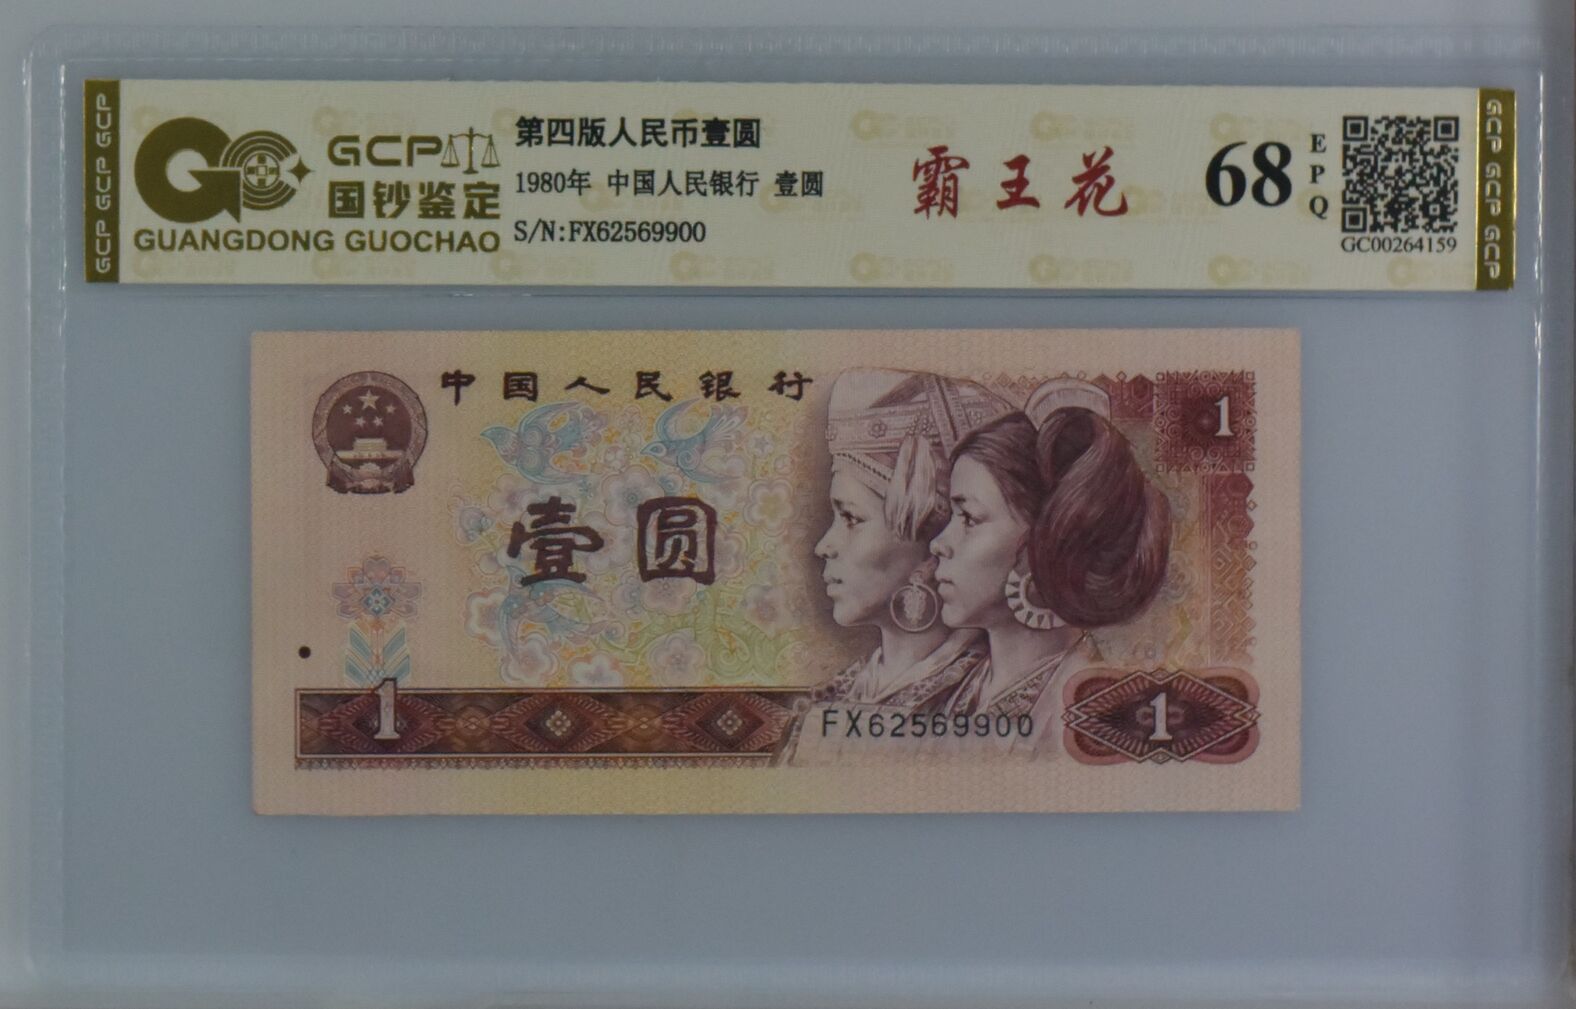 GCP GCP GCP
GCP
国钞鉴定
GUANGDONG GUOCHAO
第四版人民币壹圆
1980年 中国人民银行 壹圆
S/N:FX62569900
霸王花
68
EPQ
GC00264159
GCP GCP GCP
中国人民银行
1
壹圆
1
FX62569900
1